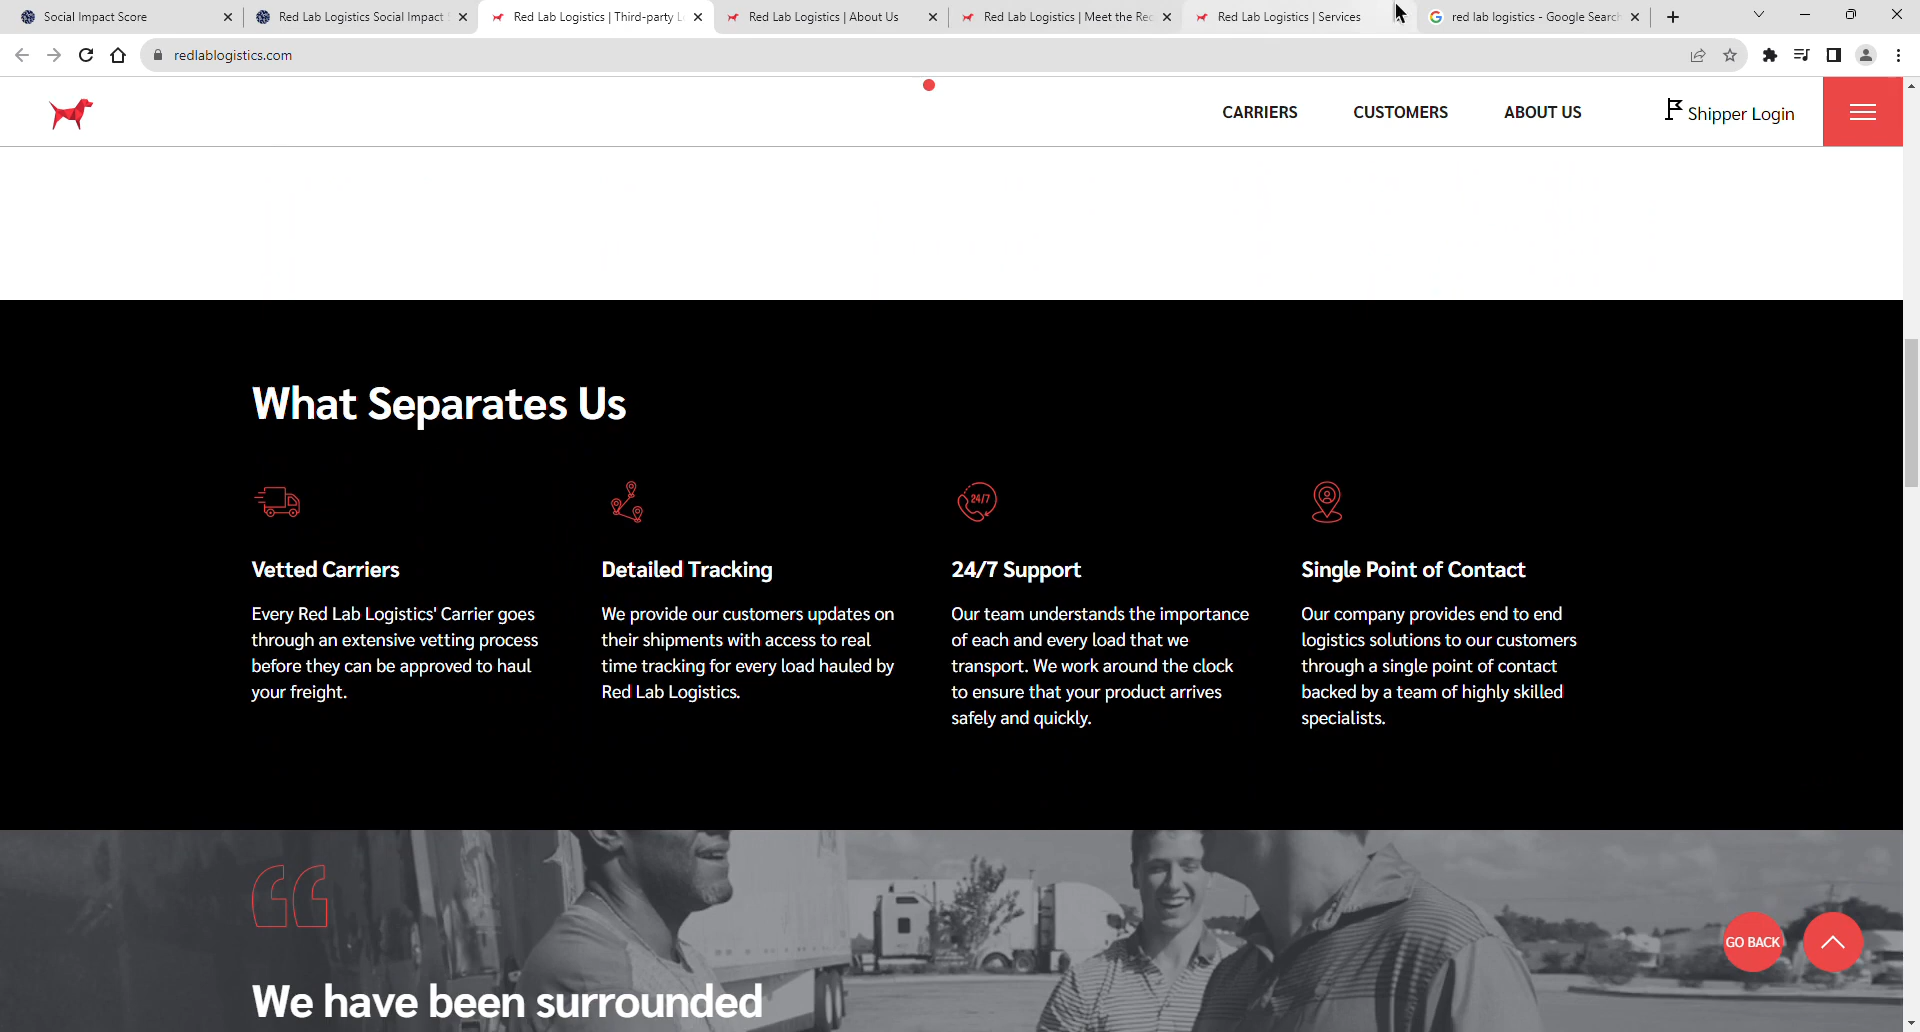 Social Impact Score
Red Lab Logistics Social Impact
Red Lab Logistics | Third-party L
Red Lab Logistics | About Us
Red Lab Logistics | Meet the Re
Red Lab Logistics | Services
red lab logistics - Google Search
redlablogistics.com
CARRIERS
CUSTOMERS
ABOUT US
Shipper Login
What Separates Us
24/7
Vetted Carriers
Every Red Lab Logistics' Carrier goes
through an extensive vetting process
before they can be approved to haul
your freight.
Detailed Tracking
We provide our customers updates on
their shipments with access to real
time tracking for every load hauled by
Red Lab Logistics.
24/7 Support
Our team understands the importance
of each and every load that we
transport. We work around the clock
to ensure that your product arrives
safely and quickly.
Single Point of Contact
Our company provides end to end
logistics solutions to our customers
through a single point of contact
backed by a team of highly skilled
specialists.
We have been surrounded
GO BACK